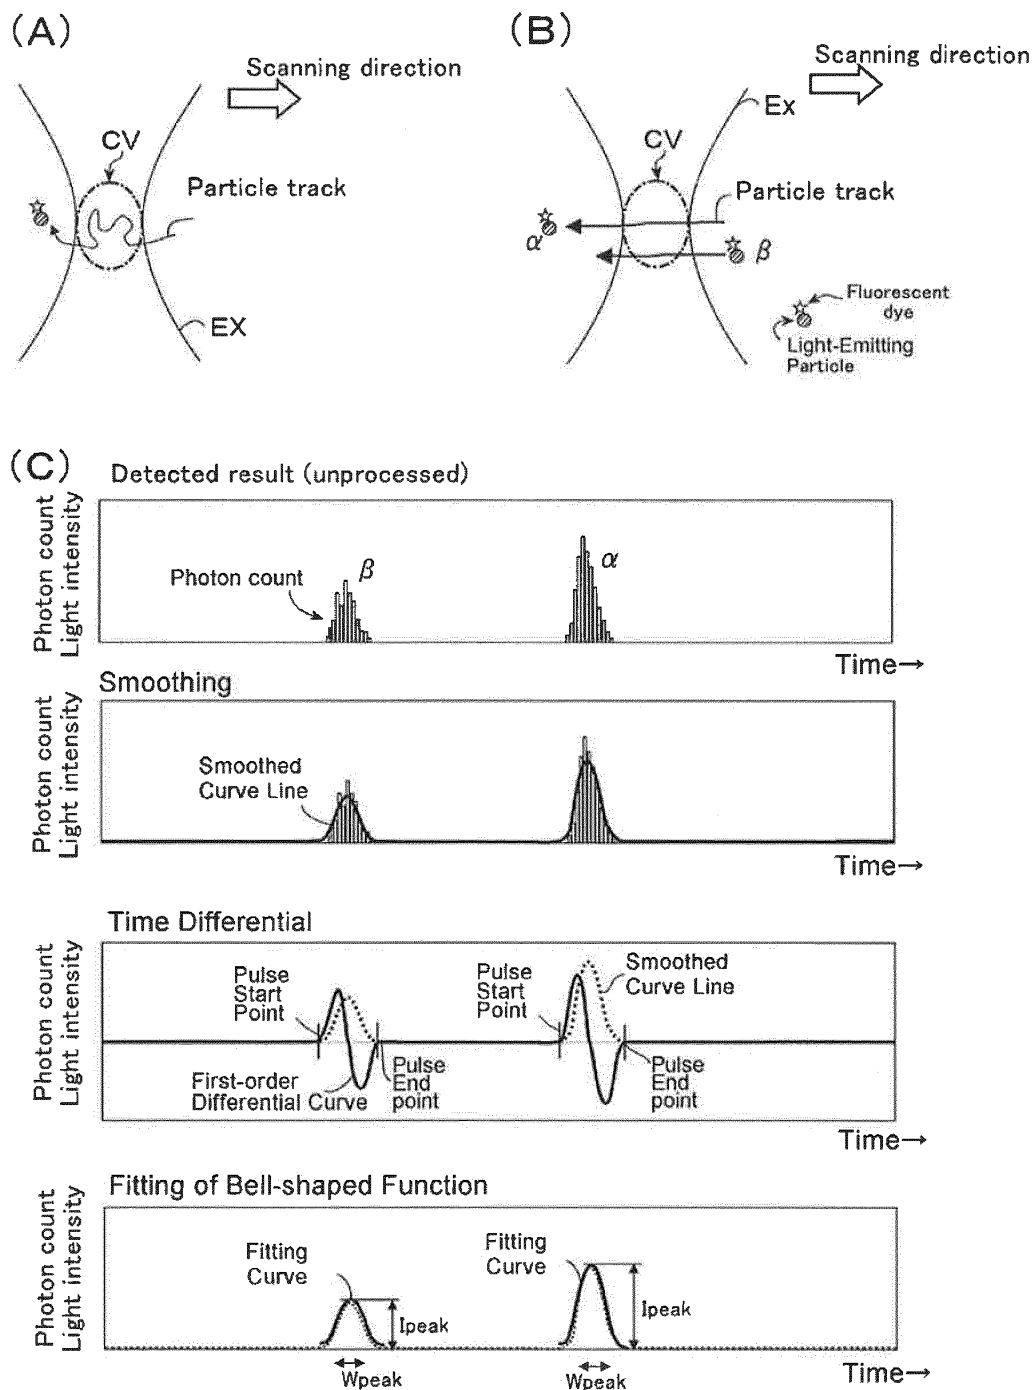 (A)
Scanning direction
CV
Particle track
EX
(B)
Scanning direction
Ex
CV
Particle track
α
β
Fluorescent
dye
Light-Emitting
Particle
(C)
Detected result (unprocessed)
Photon count
Light intensity
Photon count
β
α
Time→
Smoothing
Photon count
Light intensity
Smoothed
Curve Line
Time→
Time Differential
Photon count
Light intensity
Pulse
Start
Point
First-order
Differential Curve
Pulse
End
point
Pulse
Start
Point
Smoothed
Curve Line
Pulse
End
point
Time→
Fitting of Bell-shaped Function
Photon count
Light intensity
Fitting
Curve
Ipeak
Wpeak
Fitting
Curve
Ipeak
Wpeak
Time→